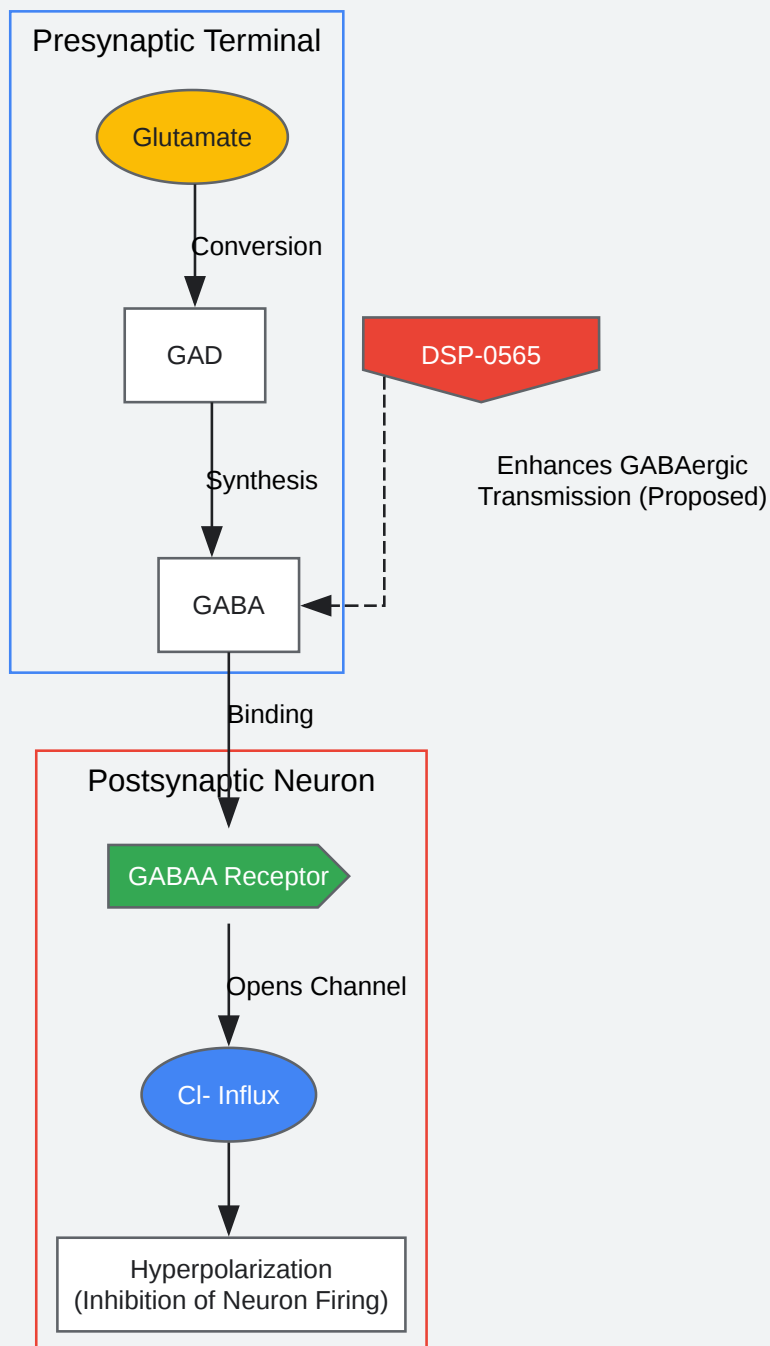 Presynaptic Terminal
Glutamate
Conversion
GAD
DSP-0565
Enhances GABAergic
Transmission (Proposed)
Synthesis
GABA
Binding
Postsynaptic Neuron
GABAA Receptor
Opens Channel
Cl- Influx
Hyperpolarization
(Inhibition of Neuron Firing)